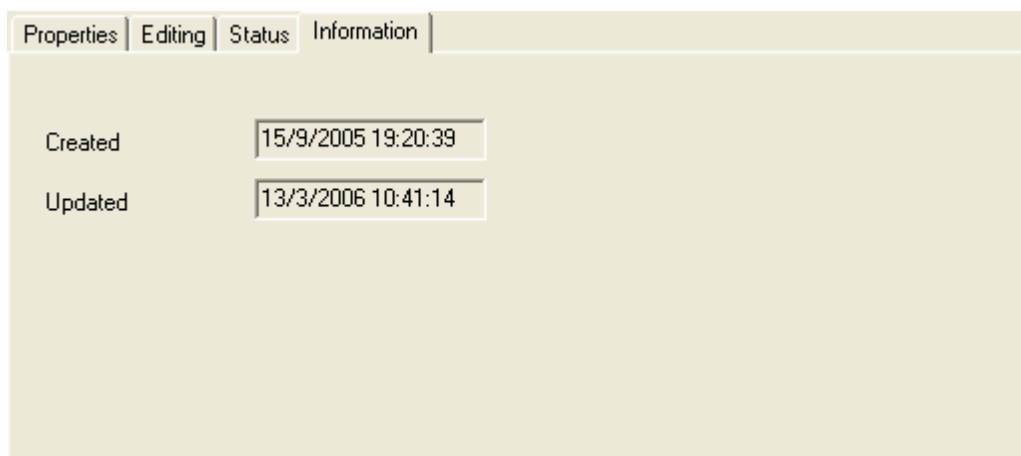 Properties Editing Status Information
Created 15/9/2005 19:20:39
Updated 13/3/2006 10:41:14